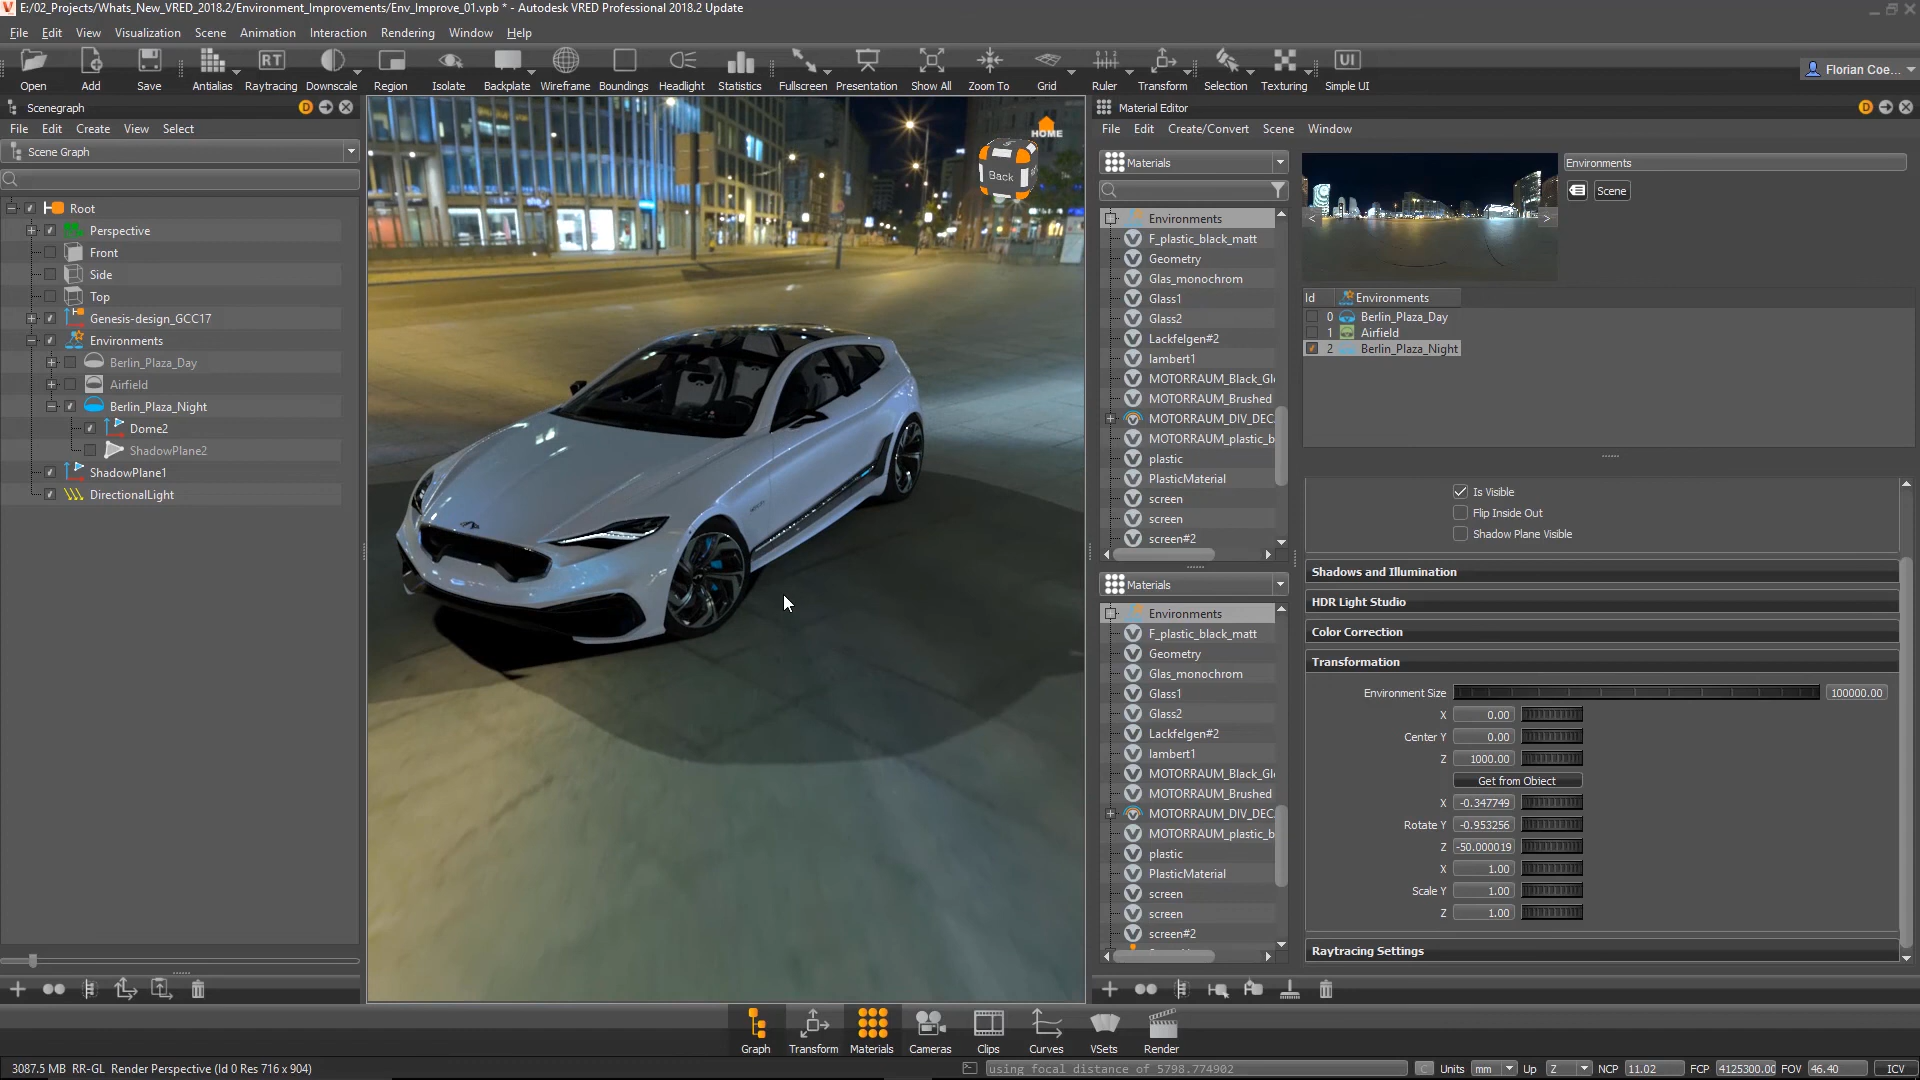 E:/02_Projects/Whats_New_VRED_2018.2/Environment_Improvements/Env_Improve_01.vpb * - Autodesk VRED Professional 2018.2 Update
File Edit View Visualization Scene Animation Interaction Rendering Window Help
RT UI
Open Add Save Antialias Raytracing Downscale Region Isolate Backplate Wireframe Boundings Headlight Statistics Fullscreen Presentation Show All Zoom To Grid Ruler Transform Selection Texturing Simple UI
Florian Coe...
Scenegraph
D
File Edit Create View Select
Scene Graph
Root
Perspective
Front
Side
Top
Genesis-design_GCC17
Environments
Berlin_Plaza_Day
Airfield
Berlin_Plaza_Night
Dome2
ShadowPlane2
ShadowPlane1
DirectionalLight
HOME
Back
Material Editor
D
File Edit Create/Convert Scene Window
Materials
Environments
F_plastic_black_matt
Geometry
Glas_monochrom
Glass1
Glass2
Lackfelgen#2
lambert1
MOTORRAUM_Black_Gl
MOTORRAUM_Brushed
MOTORRAUM_DIV_DEC
MOTORRAUM_plastic_b
plastic
PlasticMaterial
screen
screen
screen#2
Materials
Environments
F_plastic_black_matt
Geometry
Glas_monochrom
Glass1
Glass2
Lackfelgen#2
lambert1
MOTORRAUM_Black_Gl
MOTORRAUM_Brushed
MOTORRAUM_DIV_DEC
MOTORRAUM_plastic_b
plastic
PlasticMaterial
screen
screen
screen#2
< >
Environments
Scene
Id Environments
0 Berlin_Plaza_Day
1 Airfield
2 Berlin_Plaza_Night
Is Visible
Flip Inside Out
Shadow Plane Visible
Shadows and Illumination
HDR Light Studio
Color Correction
Transformation
Environment Size 100000.00
X 0.00
Center Y 0.00
Z 1000.00
Get from Object
X -0.347749
Rotate Y -0.953256
Z -50.000019
X 1.00
Scale Y 1.00
Z 1.00
Raytracing Settings
Graph Transform Materials Cameras Clips Curves VSets Render
3087.5 MB RR-GL Render Perspective (Id 0 Res 716 x 904)
using focal distance of 5798.774902
C Units mm Up Z NCP 11.02 FCP 4125300.00 FOV 46.40 ICV